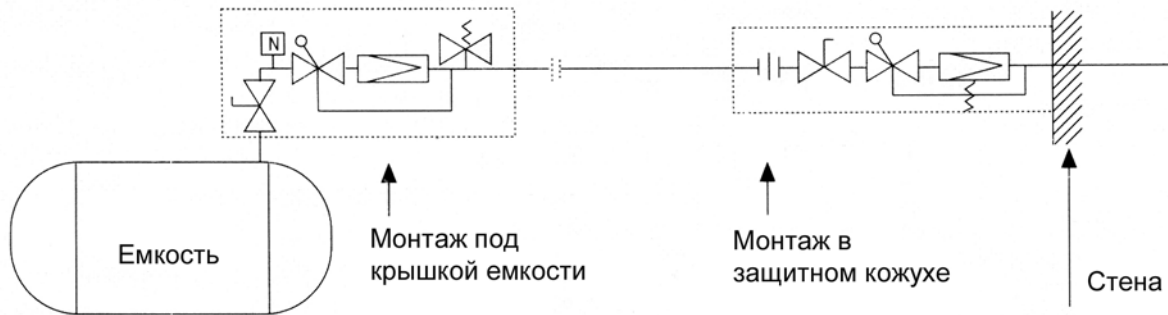 N
Емкость
Монтаж под
крышкой емкости
Монтаж в
защитном кожухе
Стена